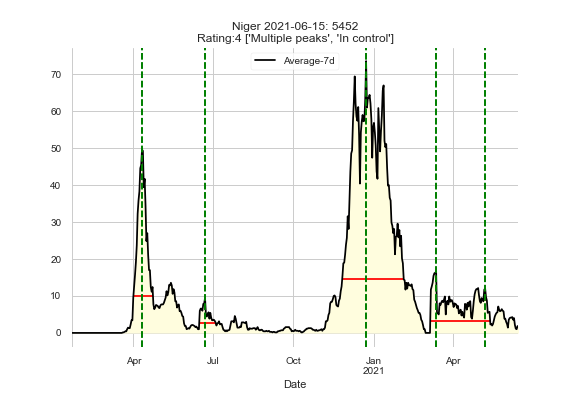 Niger 2021-06-15: 5452
Rating:4 ['Multiple peaks', 'In control']
Average-7d
70
60
50
40
30
20
10
0
Apr
Jul
Oct
Jan
2021
Apr
Date